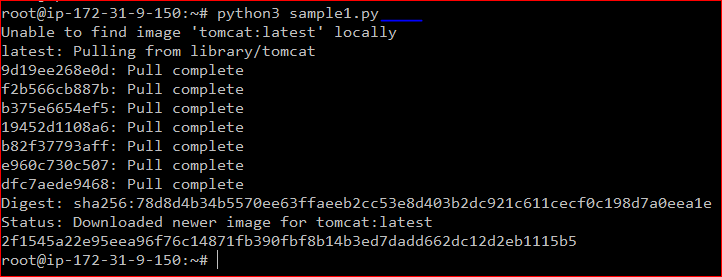 root@ip-172-31-9-150:~# python3 sample1.py
Unable to find image 'tomcat:latest' locally
latest: Pulling from library/tomcat
9d19ee268e0d: Pull complete
f2b566cb887b: Pull complete
b375e6654ef5: Pull complete
19452d1108a6: Pull complete
b82f37793aff: Pull complete
e960c730c507: Pull complete
dfc7aede9468: Pull complete
Digest: sha256:78d8d4b34b5570ee63ffaeeb2cc53e8d403b2dc921c611cecf0c198d7a0eea1e
Status: Downloaded newer image for tomcat:latest
2f1545a22e95eea96f76c14871fb390fbf8b14b3ed7dadd662dc12d2eb1115b5
root@ip-172-31-9-150:~#